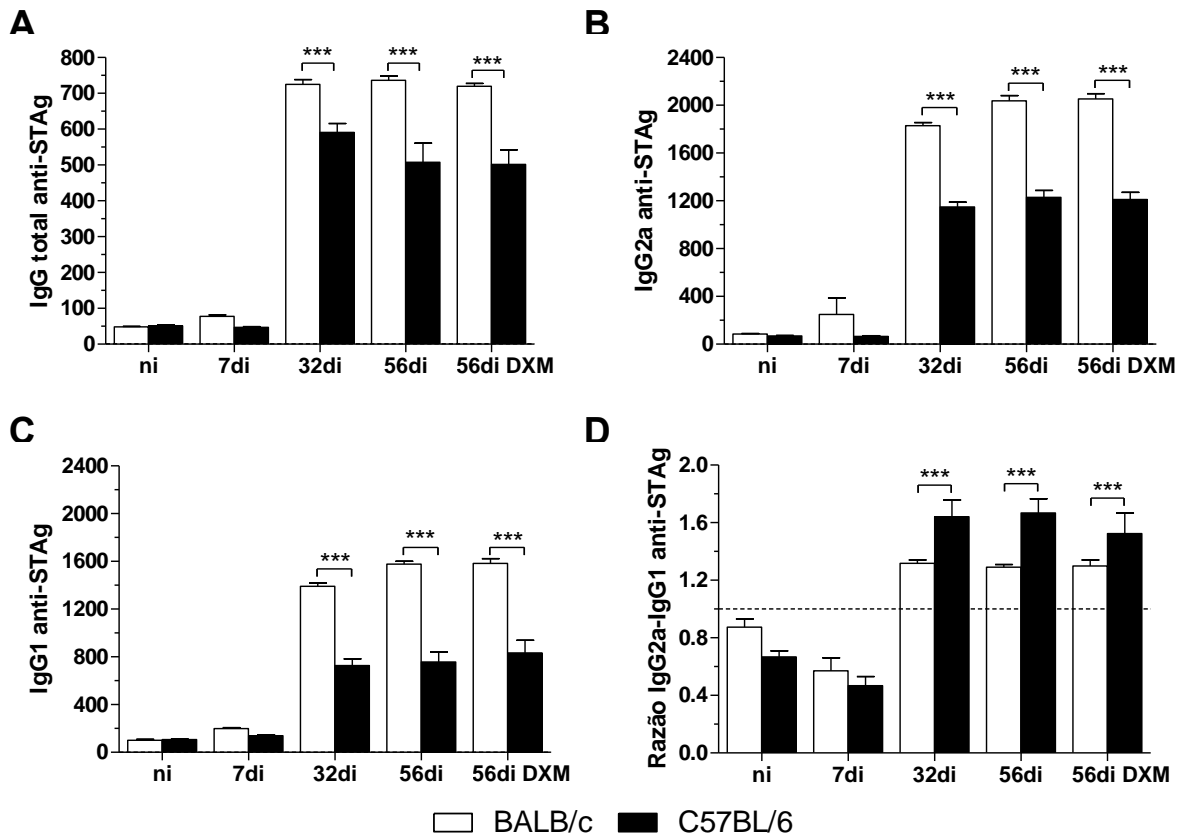 A
IgG total anti-STAg
800
700
600
500
400
300
200
100
0
***
***
***
ni
7di
32di
56di
56di DXM
B
IgG2a anti-STAg
2400
2000
1600
1200
800
400
0
***
***
***
ni
7di
32di
56di
56di DXM
C
IgG1 anti-STAg
2400
2000
1600
1200
800
400
0
***
***
***
ni
7di
32di
56di
56di DXM
D
Razão IgG2a-IgG1 anti-STAg
2.0
1.6
1.2
0.8
0.4
0.0
***
***
***
ni
7di
32di
56di
56di DXM
BALB/c
C57BL/6